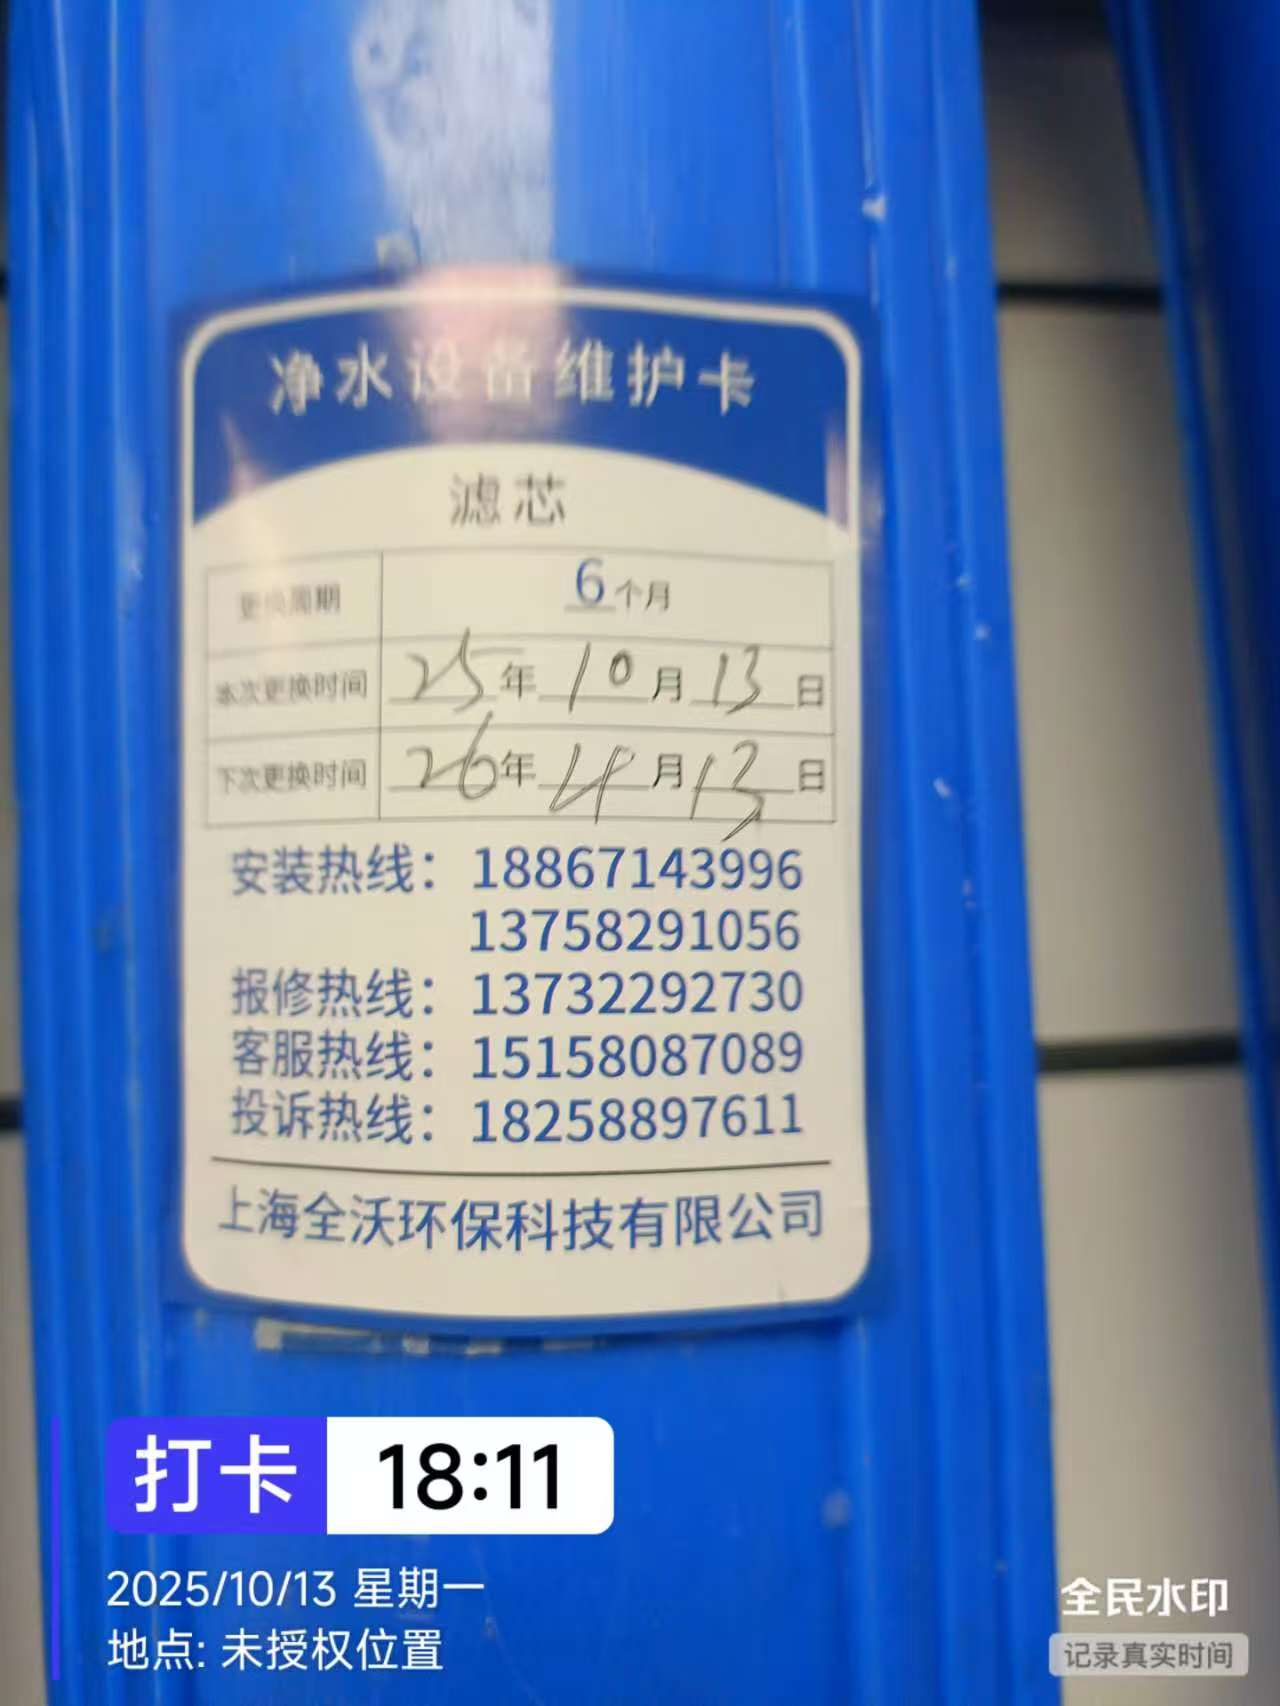 净水设备维护卡
滤芯
更换周期 6个月
本次更换时间 25年10月13日
下次更换时间 26年4月13日
安装热线：18867143996
13758291056
报修热线：13732292730
客服热线：15158087089
投诉热线：18258897611
上海全沃环保科技有限公司
打卡 18:11
2025/10/13 星期一
地点: 未授权位置
全民水印
记录真实时间